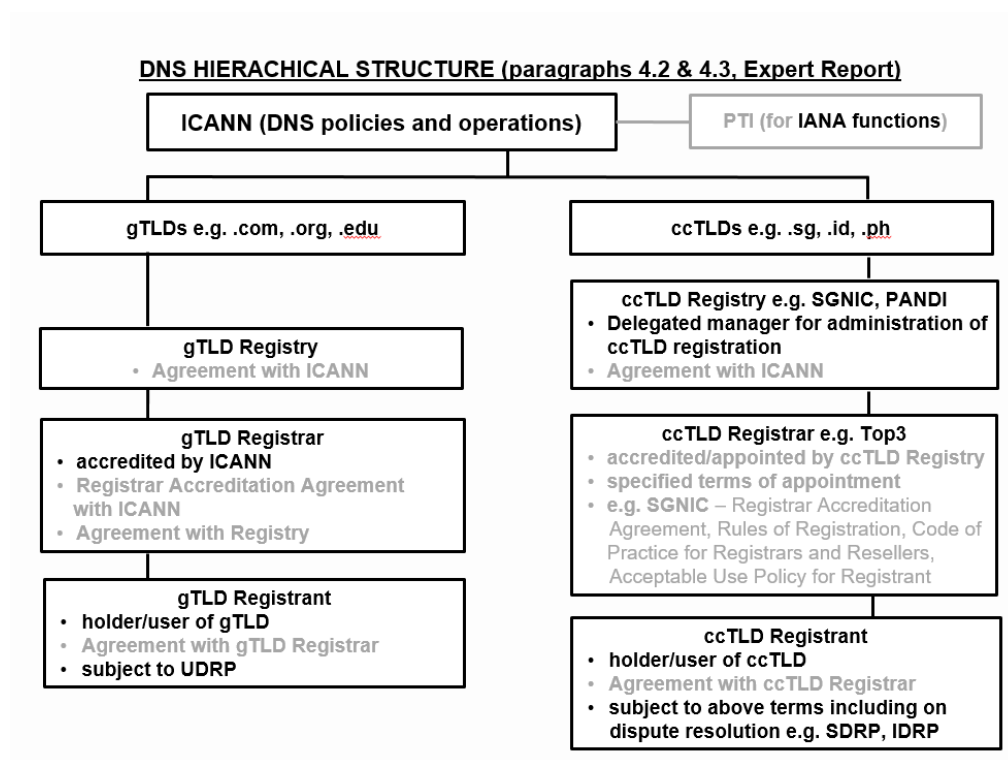 DNS HIERACHICAL STRUCTURE (paragraphs 4.2 & 4.3, Expert Report)
ICANN (DNS policies and operations)
PTI (for IANA functions)
gTLDs e.g. .com, .org, .edu
gTLD Registry
• Agreement with ICANN
gTLD Registrar
• accredited by ICANN
• Registrar Accreditation Agreement
with ICANN
• Agreement with Registry
gTLD Registrant
• holder/user of gTLD
• Agreement with gTLD Registrar
• subject to UDRP
ccTLDs e.g. .sg, .id, .ph
ccTLD Registry e.g. SGNIC, PANDI
• Delegated manager for administration of
ccTLD registration
• Agreement with ICANN
ccTLD Registrar e.g. Top3
• accredited/appointed by ccTLD Registry
• specified terms of appointment
• e.g. SGNIC – Registrar Accreditation
Agreement, Rules of Registration, Code of
Practice for Registrars and Resellers,
Acceptable Use Policy for Registrant
ccTLD Registrant
• holder/user of ccTLD
• Agreement with ccTLD Registrar
• subject to above terms including on
dispute resolution e.g. SDRP, IDRP